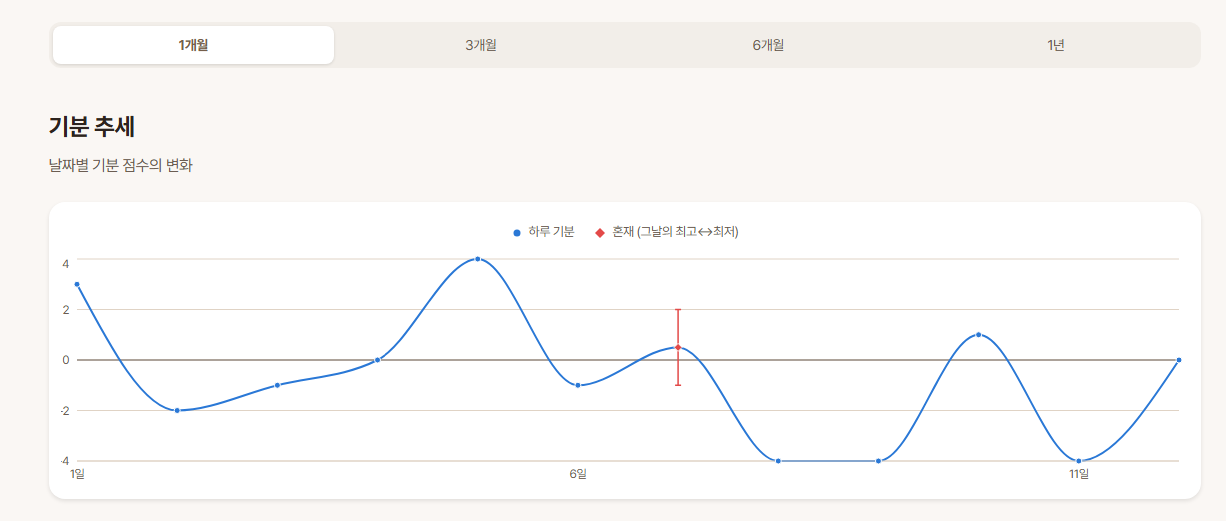 1개월 3개월 6개월 1년
기분 추세
날짜별 기분 점수의 변화
하루 기분 혼재 (그날의 최고↔최저)
4
2
0
-2
-4
1일 6일 11일